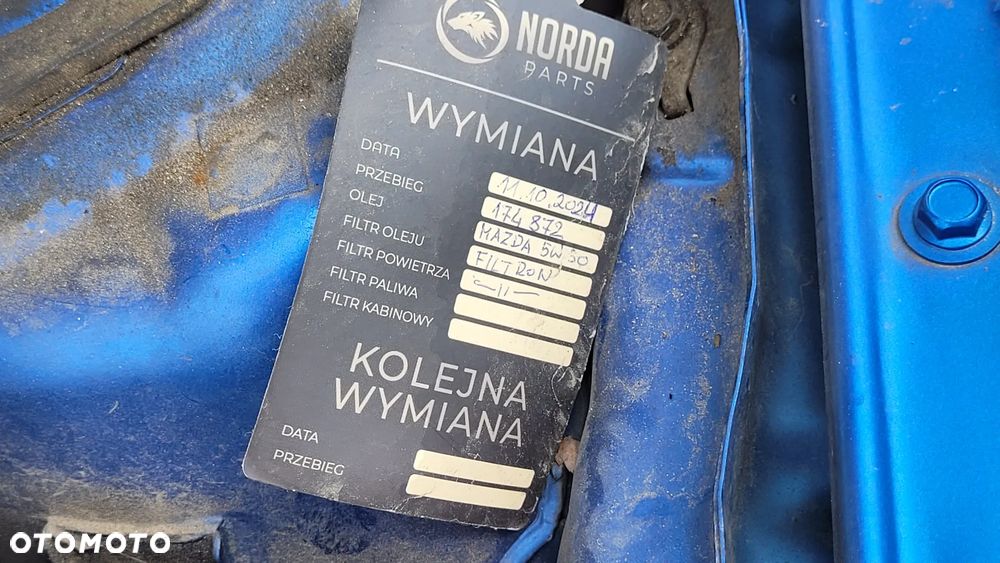 NORDA
PARTS
WYMIANA
DATA 11.10.2024
PRZEBIEG 174 872
OLEJ MAZDA 5W30
FILTR OLEJU FILTRON
FILTR POWIETRZA —11—
FILTR PALIWA
FILTR KABINOWY
KOLEJNA
WYMIANA
DATA
PRZEBIEG
OTOMOTO